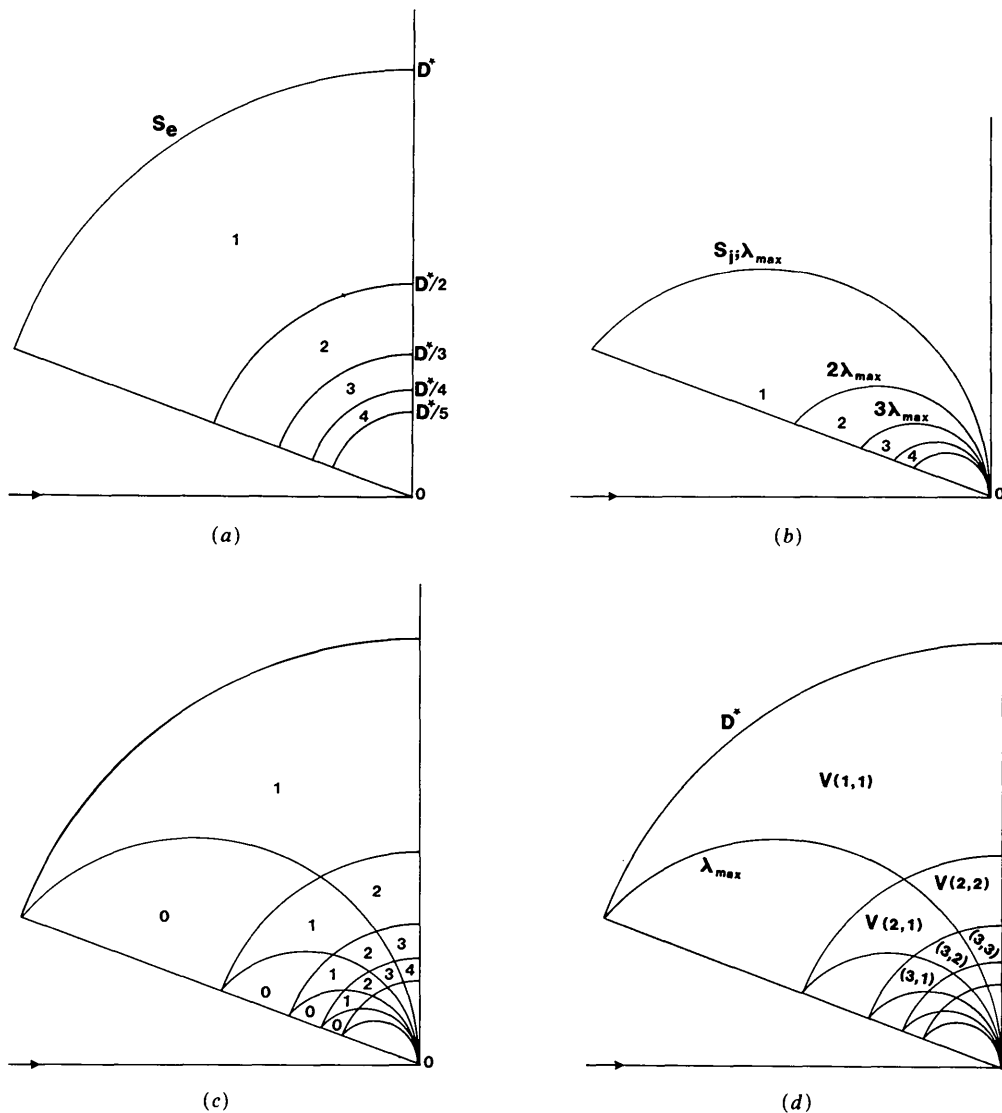 D*
Se
1
D*/2
2
D*/3
3
D*/4
4
D*/5
0
(a)
Sj;λmax
2λmax
1
3λmax
2
3
4
0
(b)
1
2
0
1
2
3
1
2
3
4
0
0
1
0
0
(c)
D*
V(1,1)
λmax
V(2,2)
V(2,1)
(3,3)
(3,2)
(3,1)
(d)